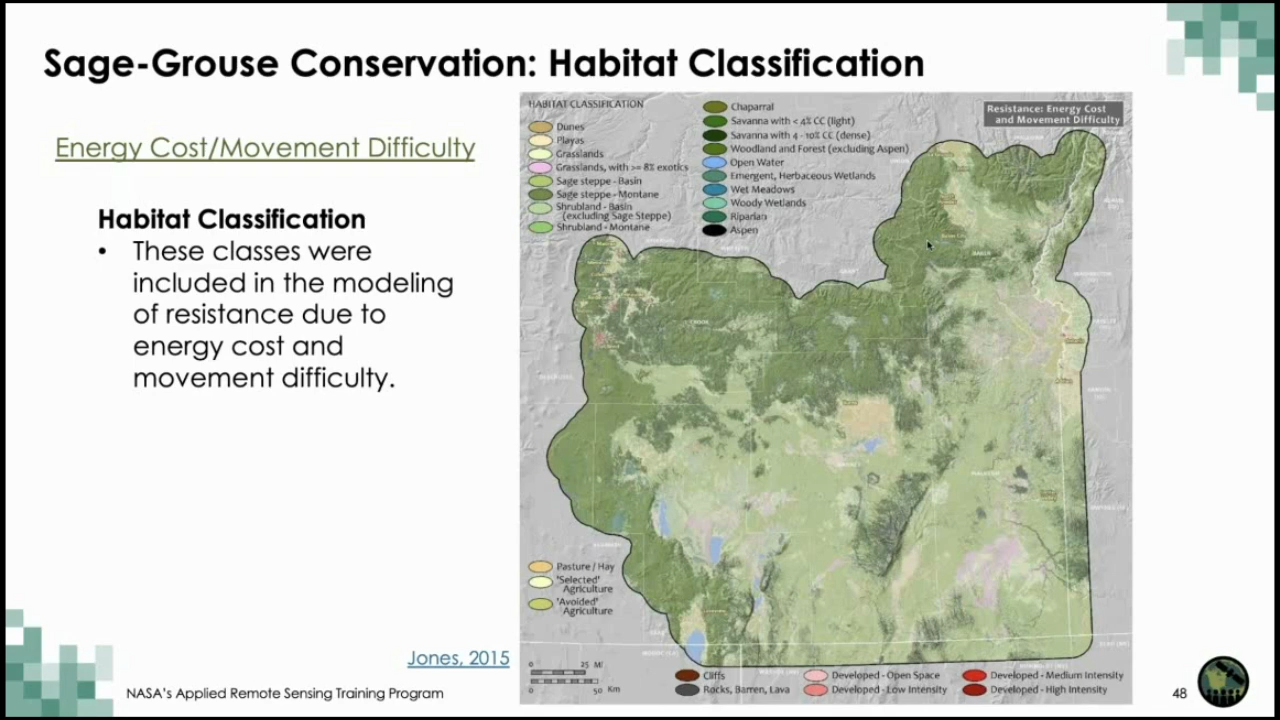 Sage-Grouse Conservation: Habitat Classification
Energy Cost/Movement Difficulty
Habitat Classification
• These classes were
included in the modeling
of resistance due to
energy cost and
movement difficulty.
Jones, 2015
NASA's Applied Remote Sensing Training Program
HABITAT CLASSIFICATION
Dunes
Playas
Grasslands
Grasslands, with >= 8% exotics
Sage steppe - Basin
Sage steppe - Montane
Shrubland - Basin
(excluding Sage Steppe)
Shrubland - Montane
Chaparral
Savanna with < 4% CC (light)
Savanna with 4 - 10% CC (dense)
Woodland and Forest (excluding Aspen)
Open Water
Emergent, Herbaceous Wetlands
Wet Meadows
Woody Wetlands
Riparian
Aspen
Resistance: Energy Cost
and Movement Difficulty
Pasture / Hay
'Selected'
Agriculture
'Avoided'
Agriculture
0 25 Mi
0 50 Km
Cliffs
Rocks, Barren, Lava
Developed - Open Space
Developed - Low Intensity
Developed - Medium Intensity
Developed - High Intensity
48